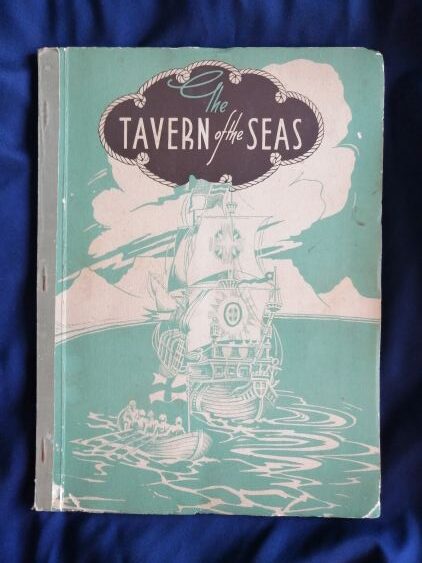 The
TAVERN of the SEAS